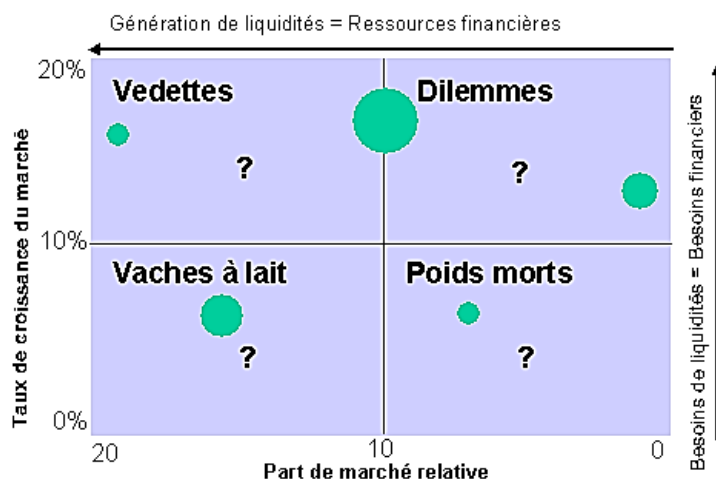 Génération de liquidités = Ressources financières
20%
Vedettes
Dilemmes
?
?
10%
Vaches à lait
Poids morts
?
?
0%
20
10
0
Part de marché relative
Taux de croissance du marché
Besoins de liquidités = Besoins financiers